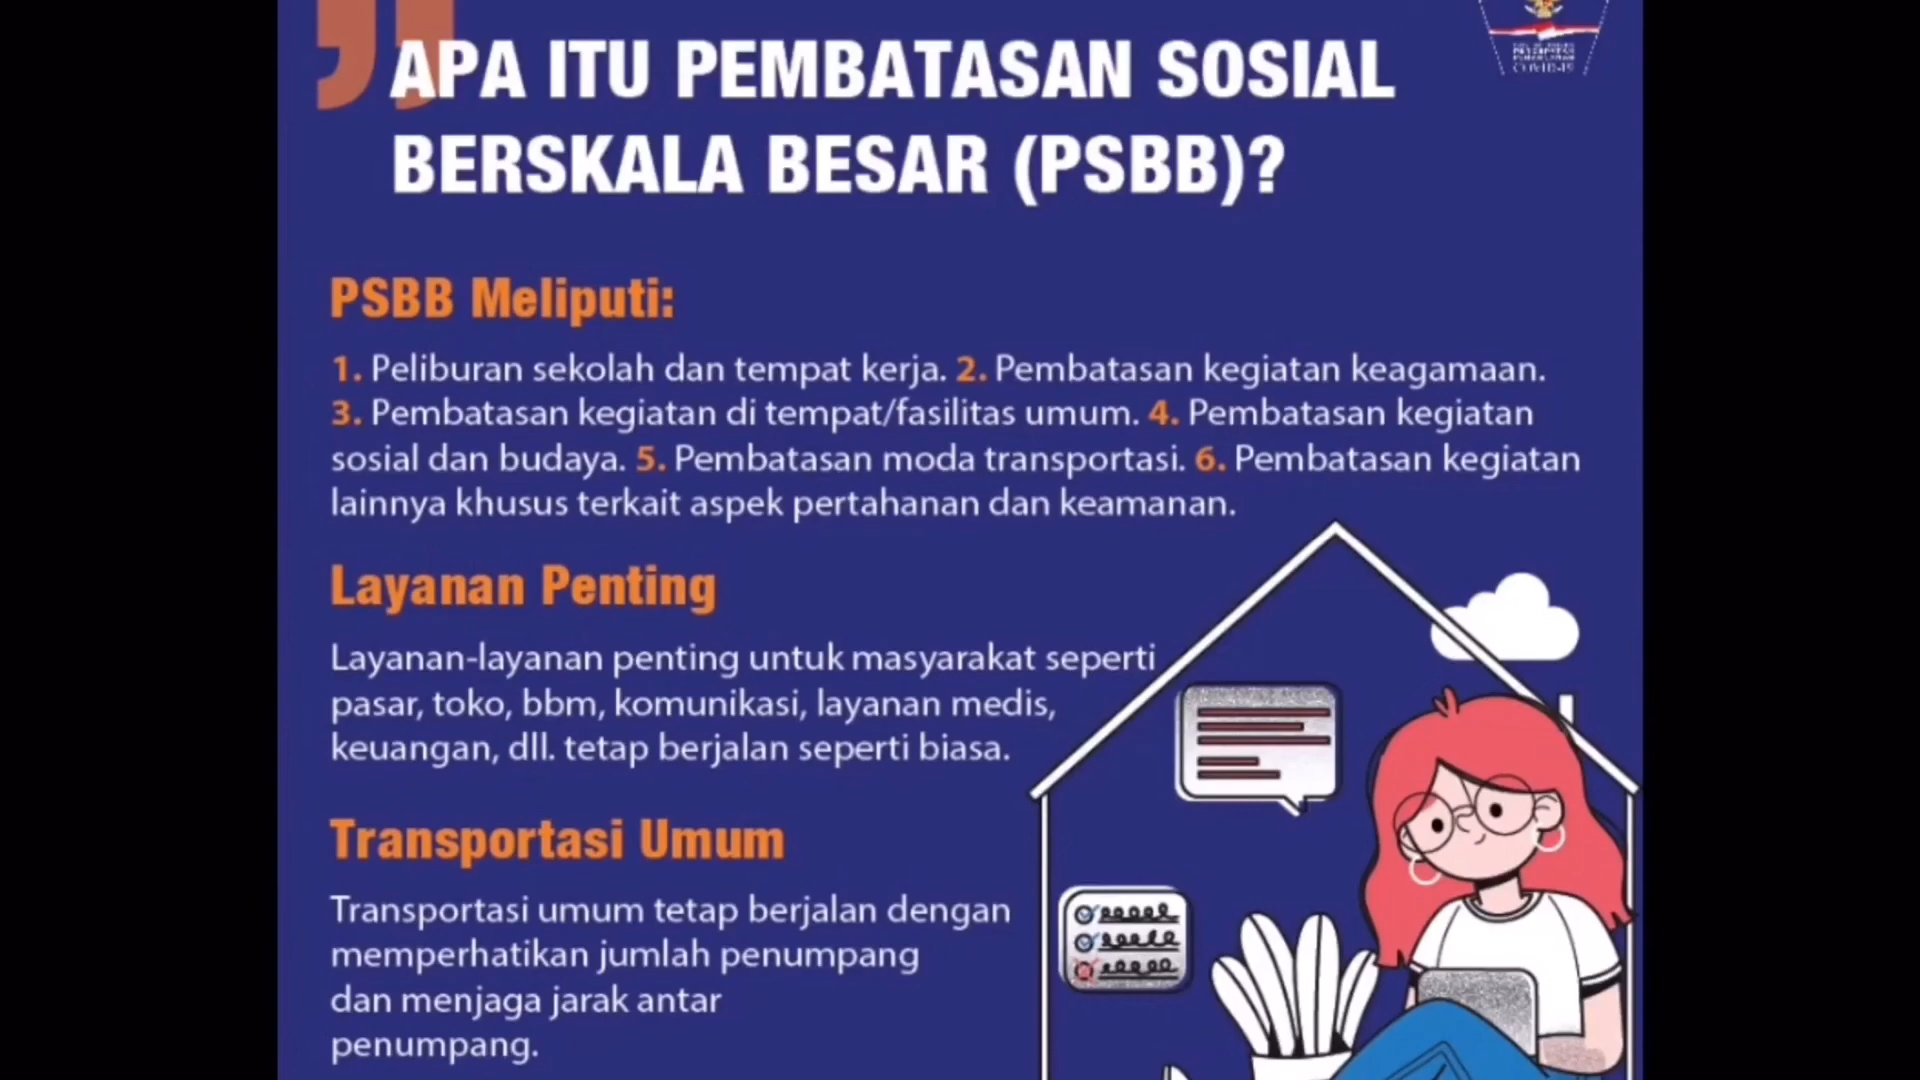 APA ITU PEMBATASAN SOSIAL
BERSKALA BESAR (PSBB)?
COVID-19
PSBB Meliputi:
1. Peliburan sekolah dan tempat kerja. 2. Pembatasan kegiatan keagamaan.
3. Pembatasan kegiatan di tempat/fasilitas umum. 4. Pembatasan kegiatan
sosial dan budaya. 5. Pembatasan moda transportasi. 6. Pembatasan kegiatan
lainnya khusus terkait aspek pertahanan dan keamanan.
Layanan Penting
Layanan-layanan penting untuk masyarakat seperti
pasar, toko, bbm, komunikasi, layanan medis,
keuangan, dll. tetap berjalan seperti biasa.
Transportasi Umum
Transportasi umum tetap berjalan dengan
memperhatikan jumlah penumpang
dan menjaga jarak antar
penumpang.